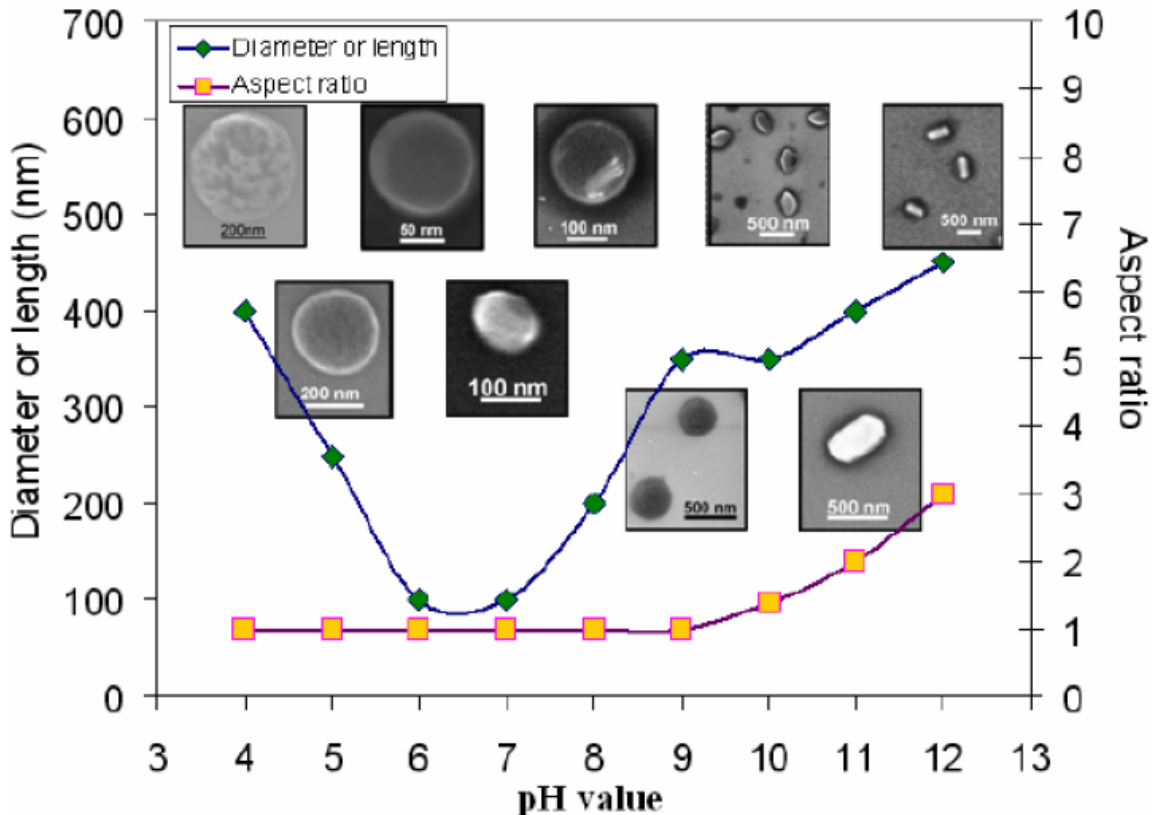 700
600
500
400
300
200
100
0
Diameter or length (nm)
Diameter or length
Aspect ratio
200nm
50 nm
100 nm
500 nm
500 nm
200 nm
100 nm
500 nm
500 nm
10
9
8
7
6
5
4
3
2
1
0
Aspect ratio
3 4 5 6 7 8 9 10 11 12 13
pH value